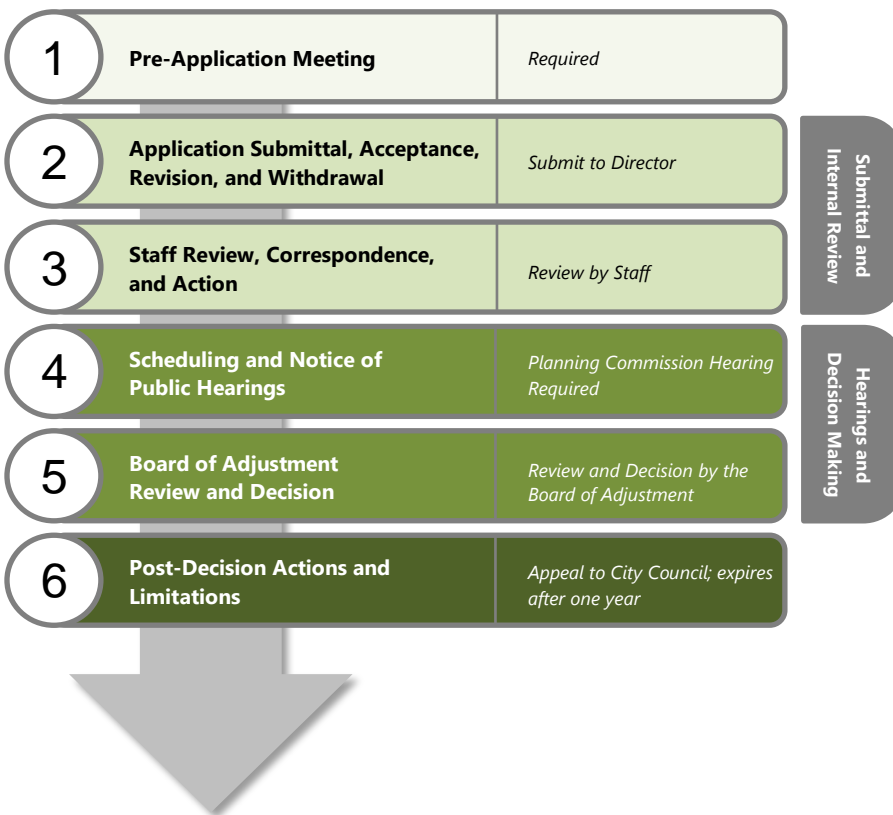 1
Pre-Application Meeting
Required
2
Application Submittal, Acceptance,
Revision, and Withdrawal
Submit to Director
3
Staff Review, Correspondence,
and Action
Review by Staff
Submittal and
Internal Review
4
Scheduling and Notice of
Public Hearings
Planning Commission Hearing
Required
5
Board of Adjustment
Review and Decision
Review and Decision by the
Board of Adjustment
Hearings and
Decision Making
6
Post-Decision Actions and
Limitations
Appeal to City Council; expires
after one year